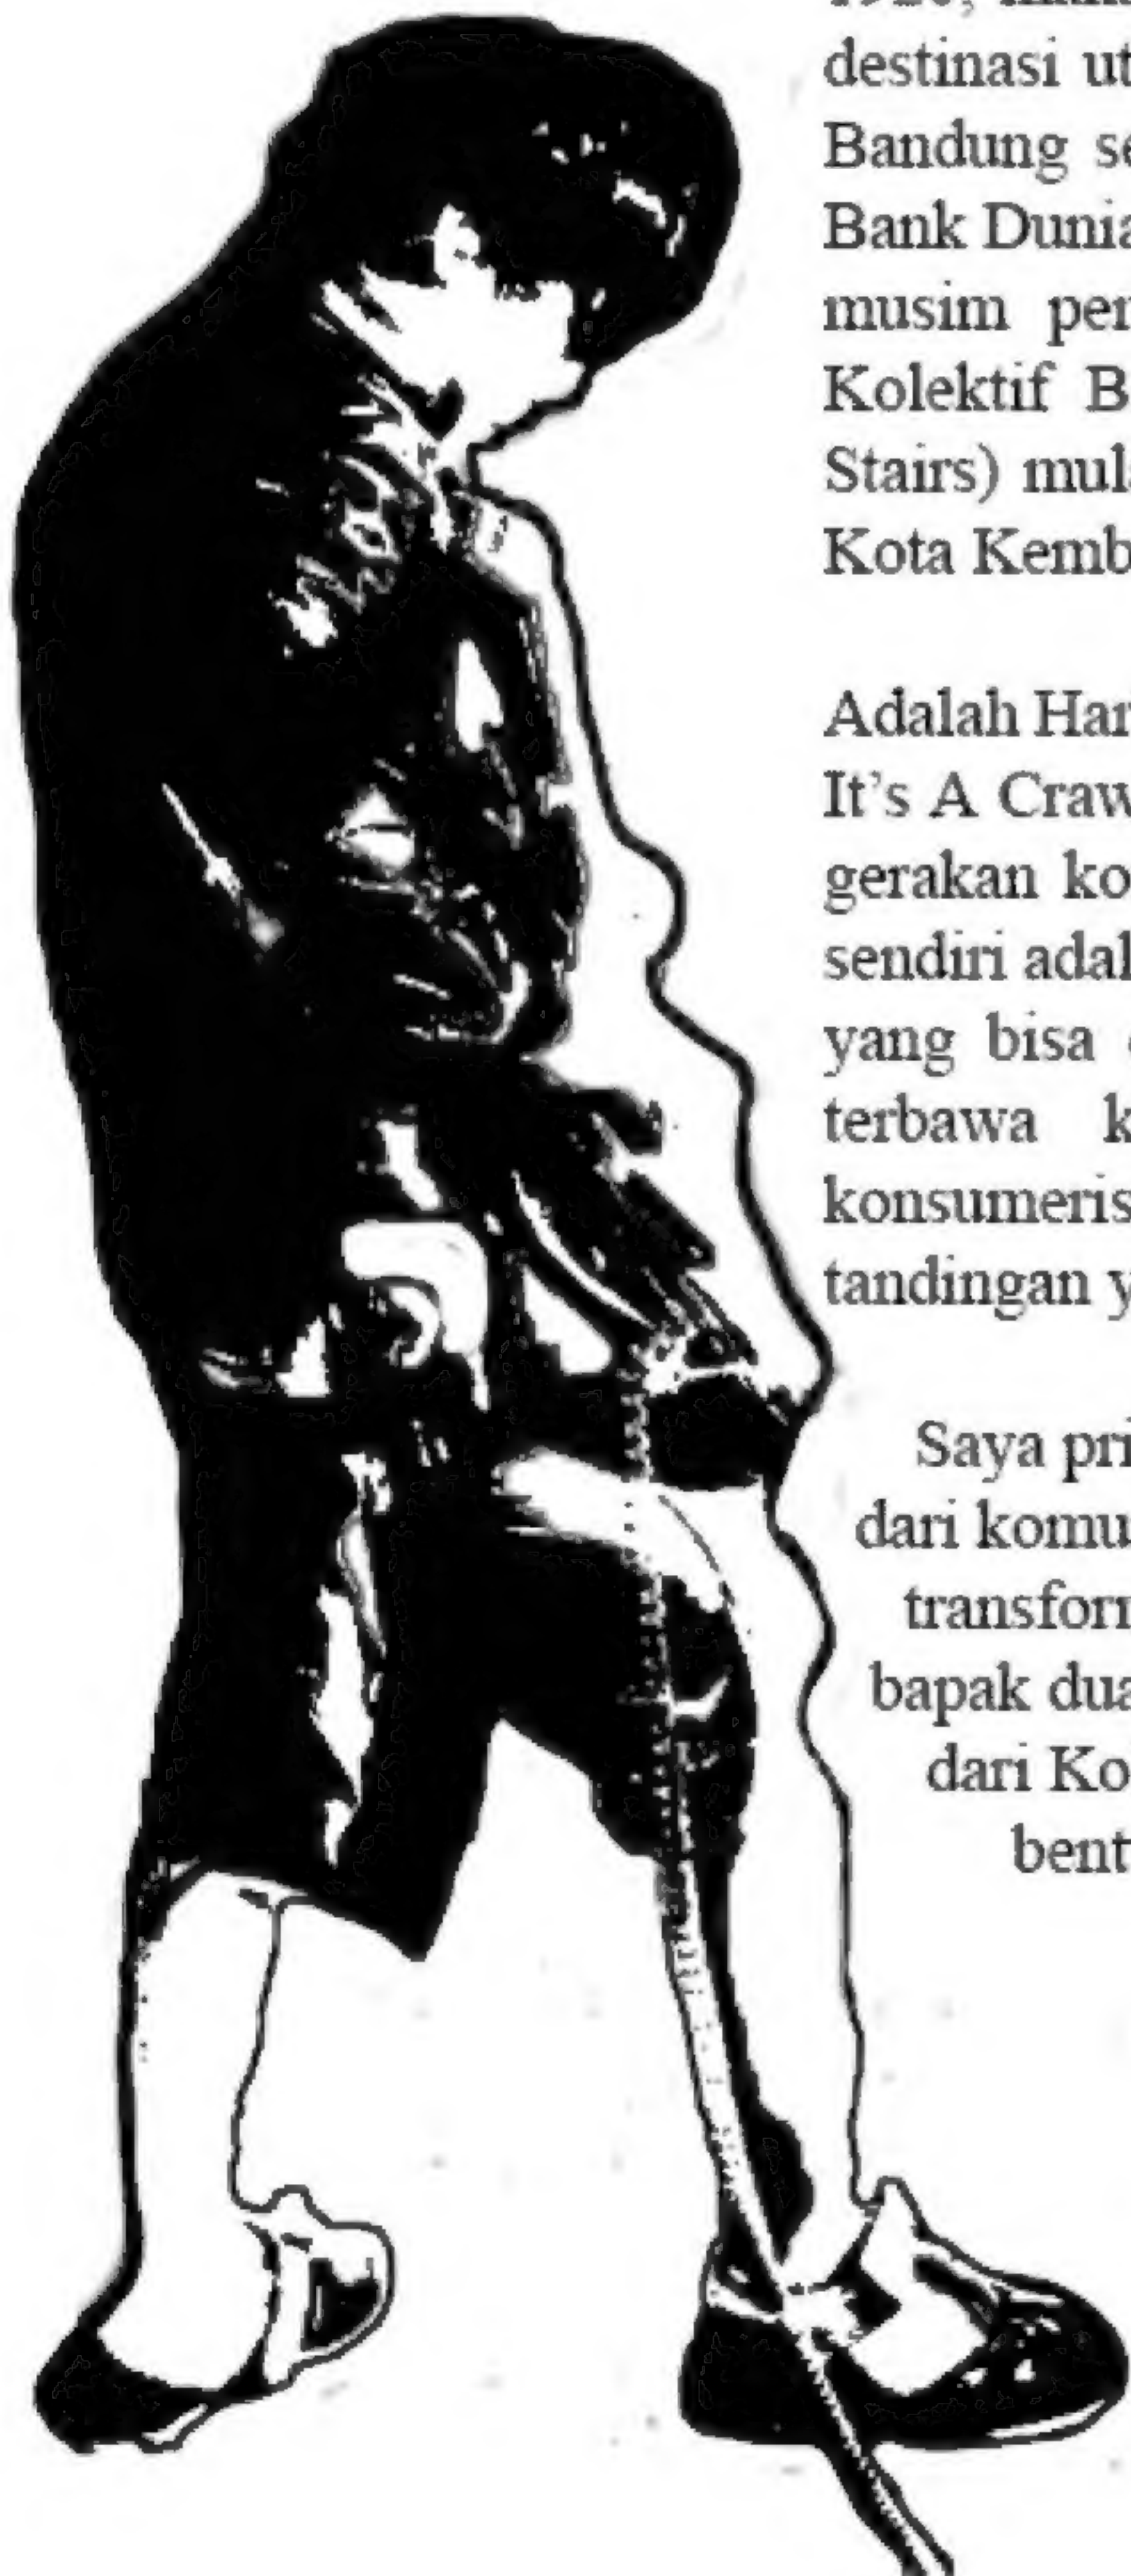 destinasi ut
Bandung se
Bank Dunia
musim per
Kolektif B
Stairs) mul
Kota Kemb
Adalah Har
It's A Craw
gerakan ko
sendiri adal
yang bisa
terbawa k
konsumeris
tandingan y
Saya pri
dari komu
transforr
bapak dua
dari Ko
bent